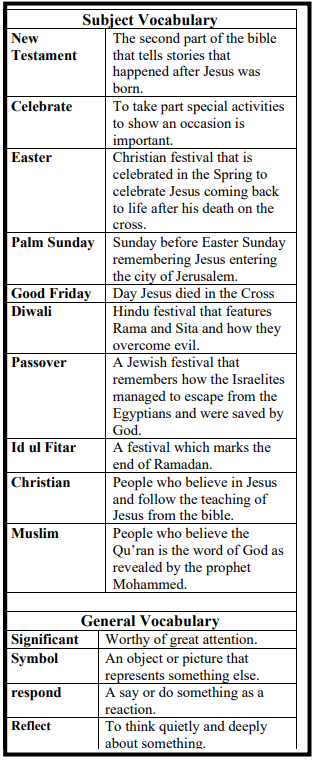 Subject Vocabulary
New The second part of the bible
Testament that tells stories that
happened after Jesus was
born.
Celebrate To take part special activities
to show an occasion is
important.
Easter Christian festival that is
celebrated in the Spring to
celebrate Jesus coming back
to life after his death on the
cross.
Palm Sunday Sunday before Easter Sunday
remembering Jesus entering
the city of Jerusalem.
Good Friday Day Jesus died in the Cross
Diwali Hindu festival that features
Rama and Sita and how they
overcome evil.
Passover A Jewish festival that
remembers how the Israelites
managed to escape from the
Egyptians and were saved by
God.
Id ul Fitar A festival which marks the
end of Ramadan.
Christian People who believe in Jesus
and follow the teaching of
Jesus from the bible.
Muslim People who believe the
Qu’ran is the word of God as
revealed by the prophet
Mohammed.
General Vocabulary
Significant Worthy of great attention.
Symbol An object or picture that
represents something else.
respond A say or do something as a
reaction.
Reflect To think quietly and deeply
about something.